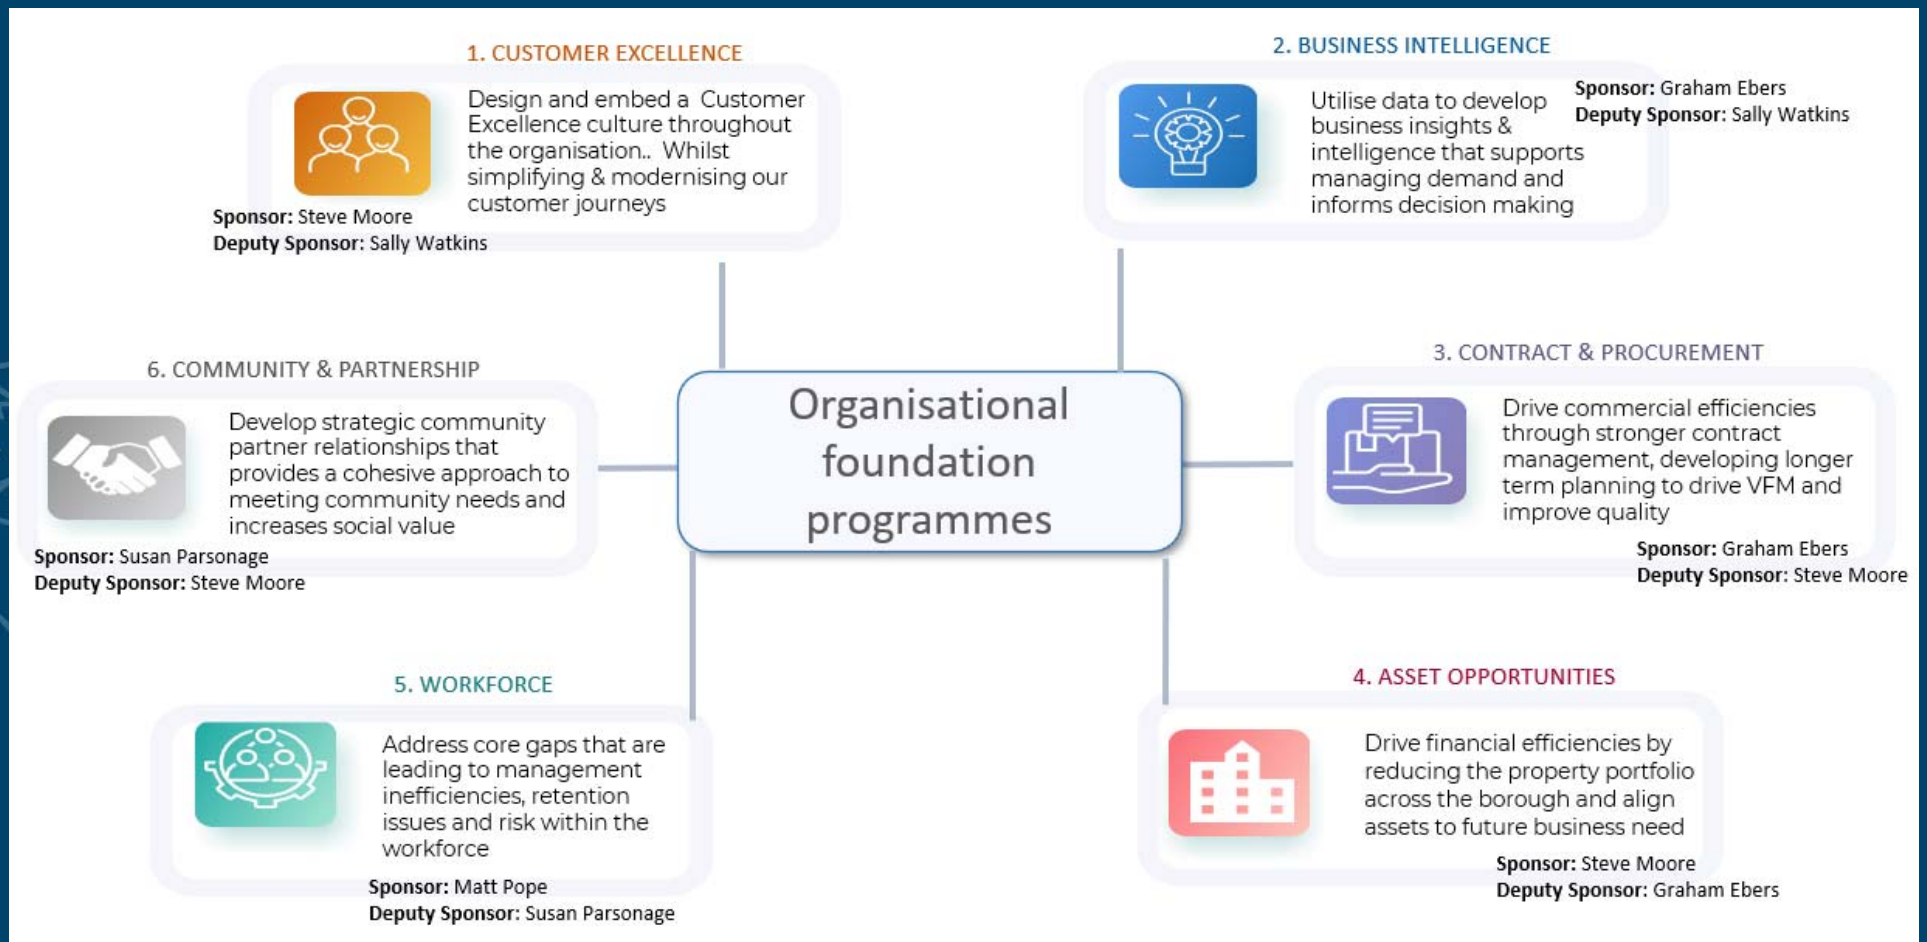 1. CUSTOMER EXCELLENCE
Design and embed a Customer
Excellence culture throughout
the organisation.. Whilst
simplifying & modernising our
customer journeys
Sponsor: Steve Moore
Deputy Sponsor: Sally Watkins
2. BUSINESS INTELLIGENCE
Utilise data to develop
business insights &
intelligence that supports
managing demand and
informs decision making
Sponsor: Graham Ebers
Deputy Sponsor: Sally Watkins
6. COMMUNITY & PARTNERSHIP
Develop strategic community
partner relationships that
provides a cohesive approach to
meeting community needs and
increases social value
Sponsor: Susan Parsonage
Deputy Sponsor: Steve Moore
Organisational
foundation
programmes
3. CONTRACT & PROCUREMENT
Drive commercial efficiencies
through stronger contract
management, developing longer
term planning to drive VFM and
improve quality
Sponsor: Graham Ebers
Deputy Sponsor: Steve Moore
5. WORKFORCE
Address core gaps that are
leading to management
inefficiencies, retention
issues and risk within the
workforce
Sponsor: Matt Pope
Deputy Sponsor: Susan Parsonage
4. ASSET OPPORTUNITIES
Drive financial efficiencies by
reducing the property portfolio
across the borough and align
assets to future business need
Sponsor: Steve Moore
Deputy Sponsor: Graham Ebers